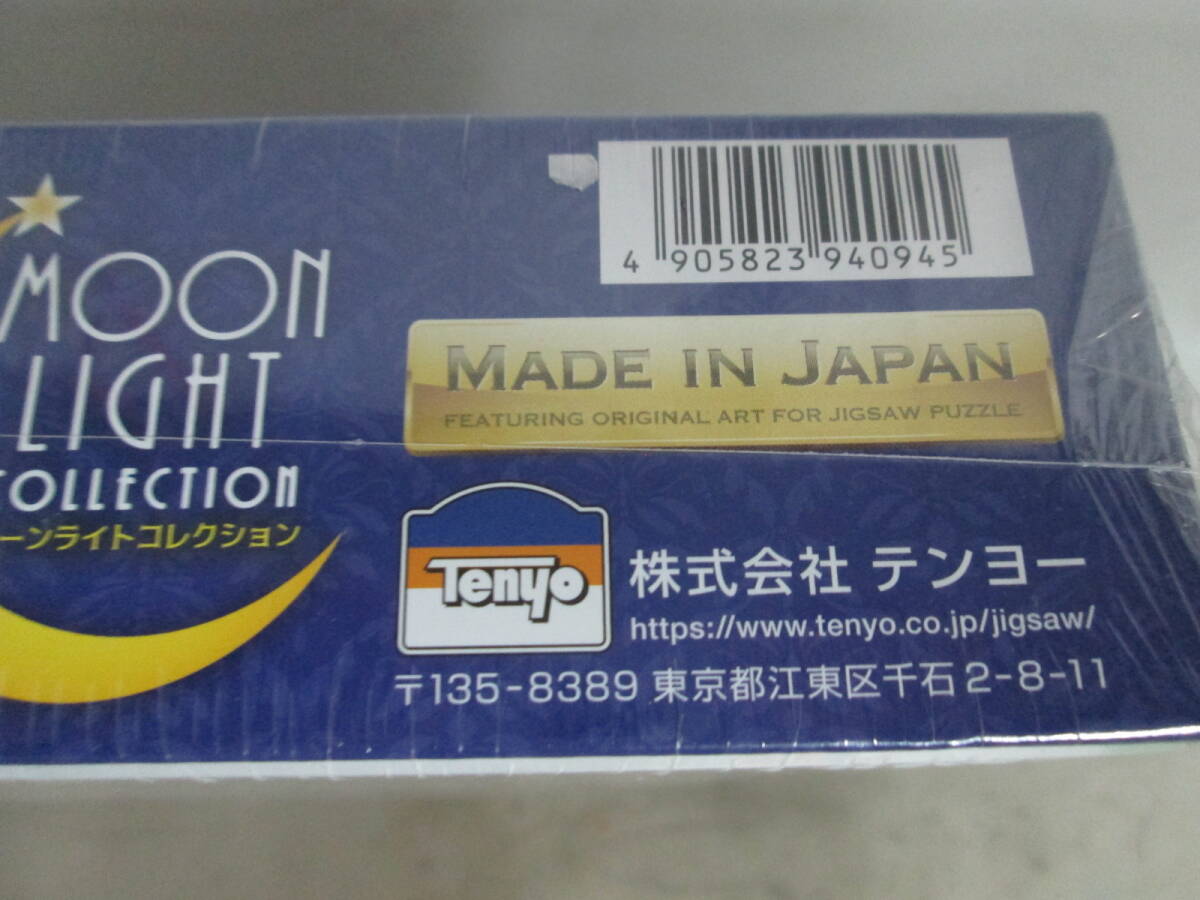 MOON
LIGHT
COLLECTION
ーンライトコレクション
4 905823 940945
MADE IN JAPAN
FEATURING ORIGINAL ART FOR JIGSAW PUZZLE
Tenyo
株式会社 テンヨー
https://www.tenyo.co.jp/jigsaw/
〒135-8389 東京都江東区千石2-8-11